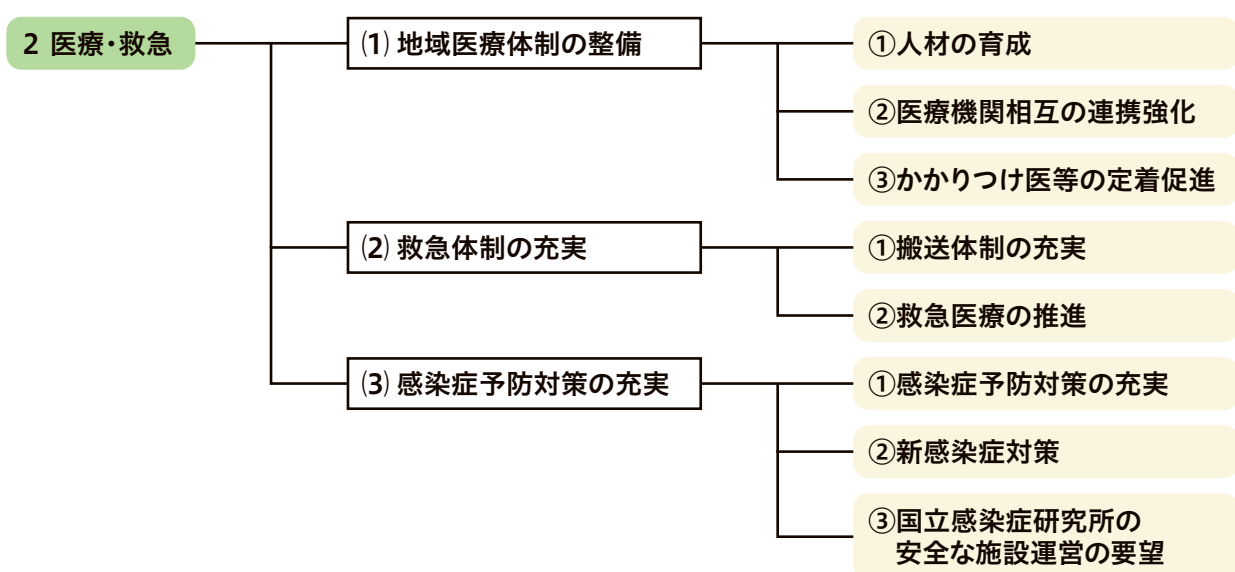 2 医療・救急
⑴ 地域医療体制の整備
①人材の育成
②医療機関相互の連携強化
③かかりつけ医等の定着促進
⑵ 救急体制の充実
①搬送体制の充実
②救急医療の推進
⑶ 感染症予防対策の充実
①感染症予防対策の充実
②新感染症対策
③国立感染症研究所の
安全な施設運営の要望